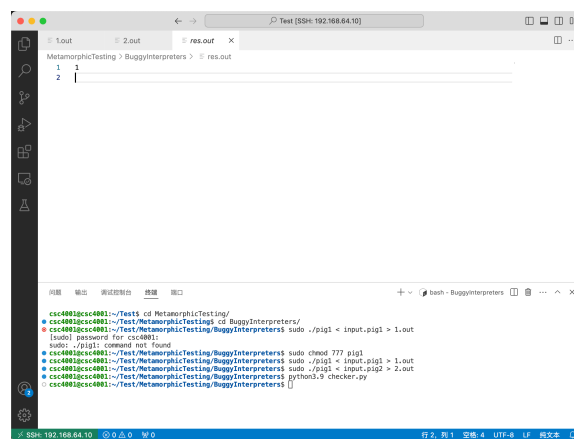 Test [SSH: 192.168.64.10]
1.out
2.out
res.out
MetamorphicTesting > BuggyInterpreters > res.out
1 1
2
问题 输出 调试控制台 终端 端口
bash - BuggyInterpreters
csc4001@csc4001:~/Test$ cd MetamorphicTesting/
csc4001@csc4001:~/Test/MetamorphicTesting$ cd BuggyInterpreters/
csc4001@csc4001:~/Test/MetamorphicTesting/BuggyInterpreters$ sudo ./pig1 < input.pig1 > 1.out
[sudo] password for csc4001:
sudo: ./pig1: command not found
csc4001@csc4001:~/Test/MetamorphicTesting/BuggyInterpreters$ sudo chmod 777 pig1
csc4001@csc4001:~/Test/MetamorphicTesting/BuggyInterpreters$ sudo ./pig1 < input.pig1 > 1.out
csc4001@csc4001:~/Test/MetamorphicTesting/BuggyInterpreters$ sudo ./pig1 < input.pig2 > 2.out
csc4001@csc4001:~/Test/MetamorphicTesting/BuggyInterpreters$ python3.9 checker.py
csc4001@csc4001:~/Test/MetamorphicTesting/BuggyInterpreters$
2
SSH: 192.168.64.10 0 0 0 行 2, 列 1 空格: 4 UTF-8 LF 纯文本